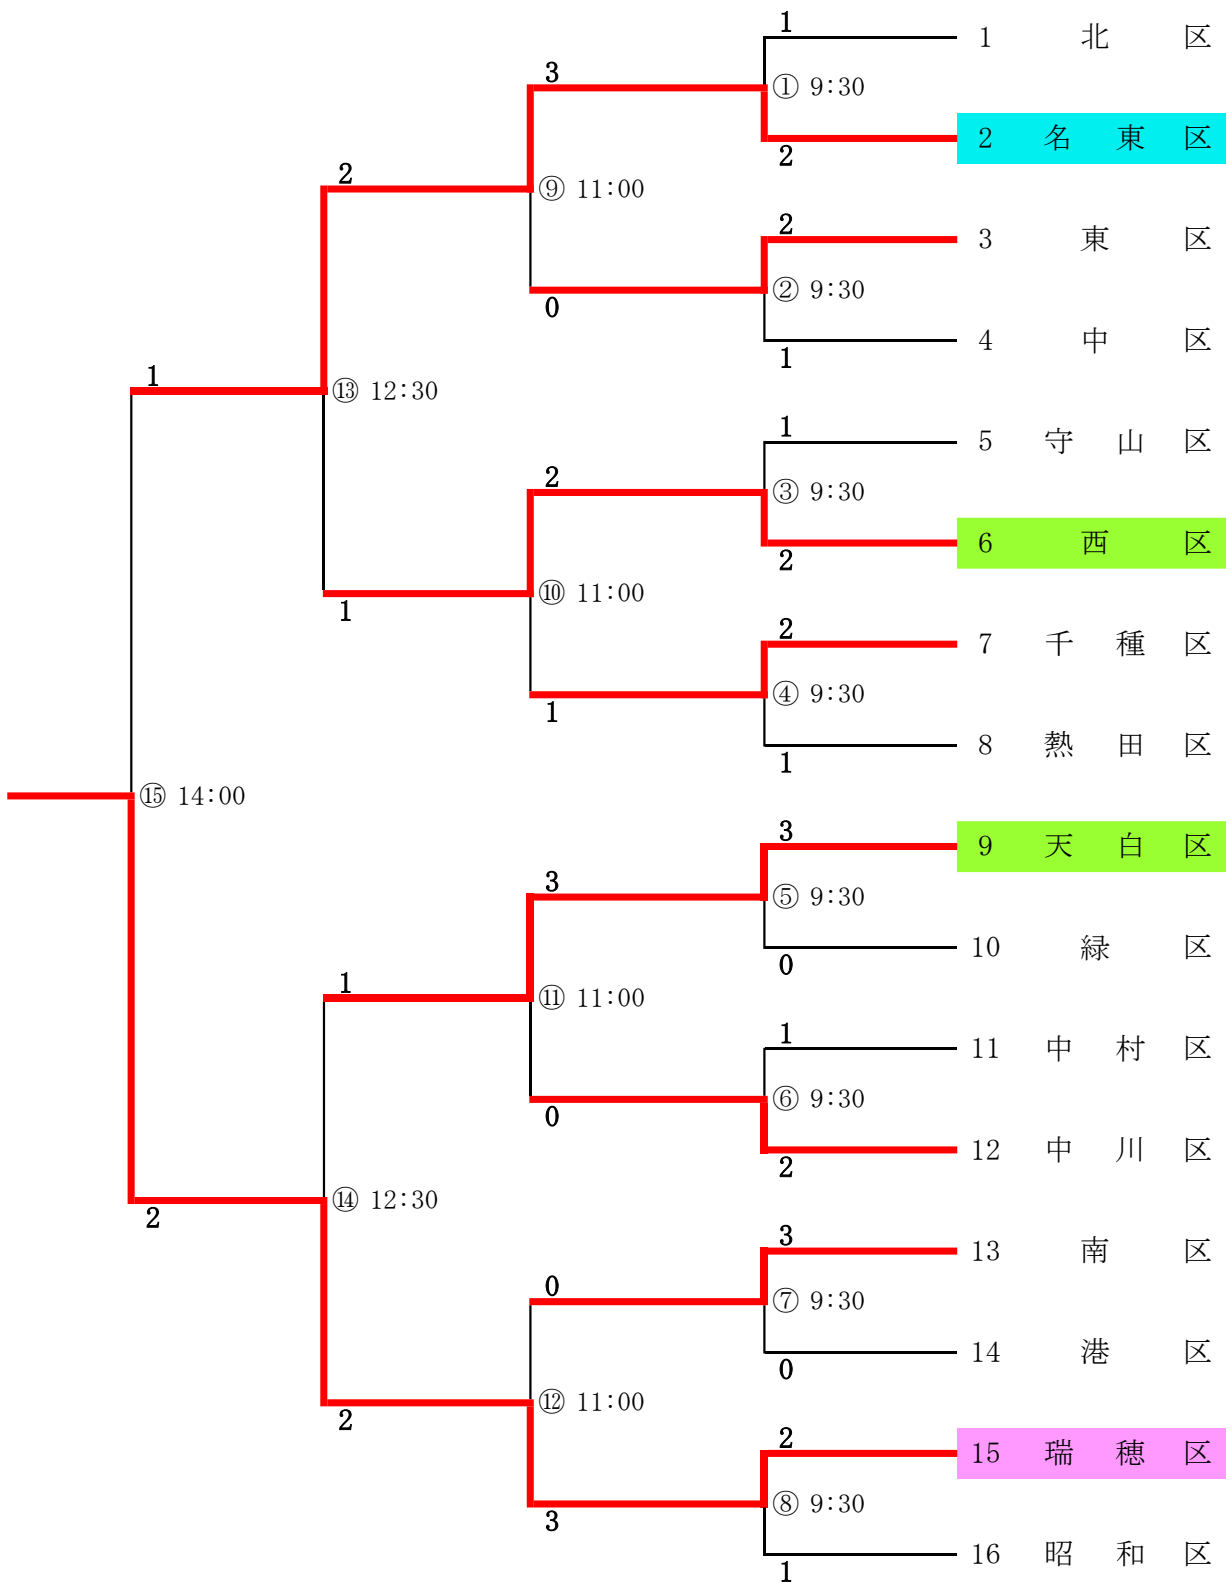 1
1 北 区
3
① 9:30
2 名 東 区
2
2
⑨ 11:00
2
3 東 区
② 9:30
0
4 中 区
1
1
⑬ 12:30
1
5 守 山 区
2
③ 9:30
6 西 区
2
⑩ 11:00
1
2
7 千 種 区
④ 9:30
1
8 熱 田 区
1
⑮ 14:00
3
9 天 白 区
3
⑤ 9:30
10 緑 区
0
1
⑪ 11:00
1
11 中 村 区
⑥ 9:30
0
12 中 川 区
2
⑭ 12:30
2
3
13 南 区
0
⑦ 9:30
14 港 区
0
⑫ 11:00
2
2
15 瑞 穂 区
⑧ 9:30
3
16 昭 和 区
1